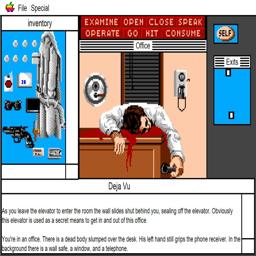 File Special
inventory
EXAMINE OPEN CLOSE SPEAK
OPERATE GO HIT CONSUME
Office
SELF
Exits
Deja Vu
As you leave the elevator to enter the room the wall slides shut behind you, sealing off the elevator. Obviously
this elevator is used as a secret means to get in and out of this office.
You're in an office. There is a dead body slumped over the desk. His left hand still grips the phone receiver. In the
background there is a wall safe, a window, and a telephone.